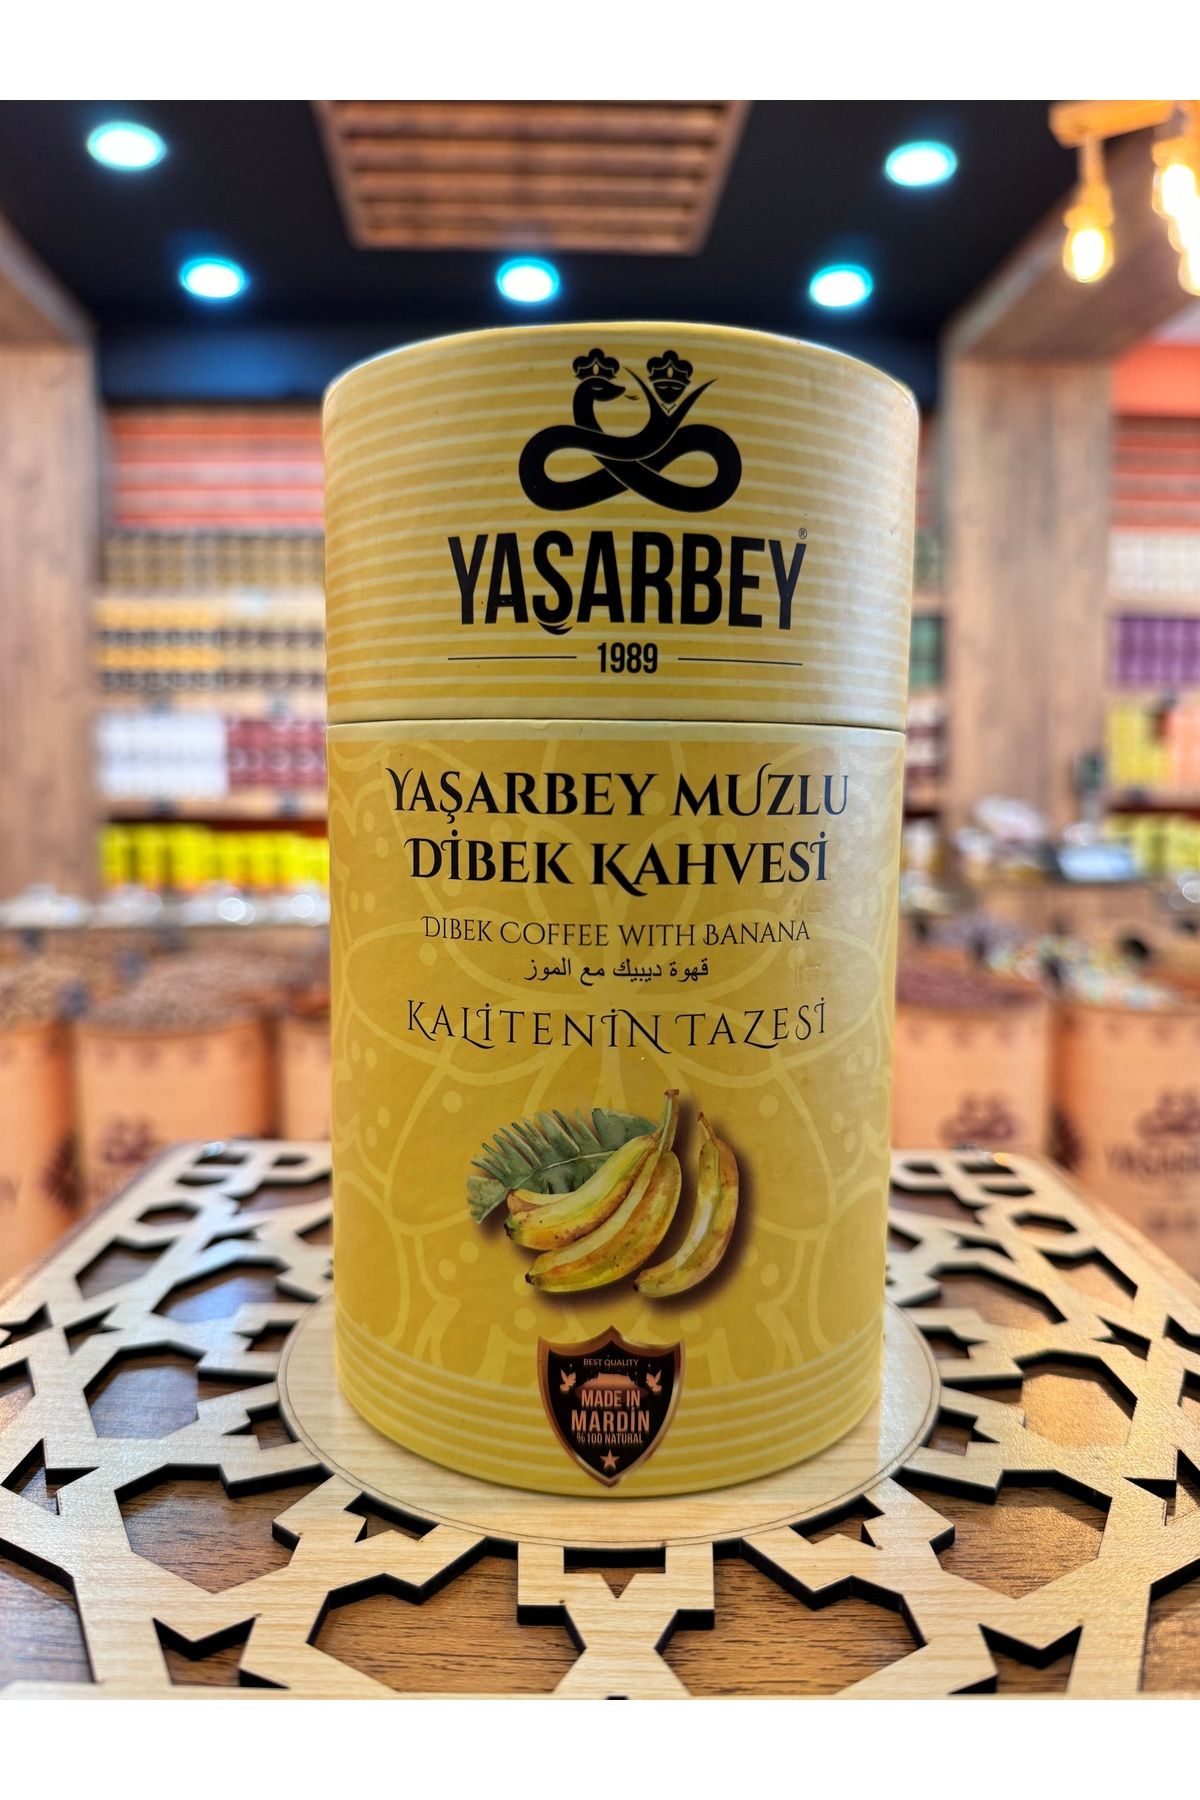 YAŞARBEY®
1989
YAŞARBEY MUZLU
DİBEK KAHVESİ
DIBEK COFFEE WITH BANANA
قهوة ديبيك مع الموز
KALİTENİN TAZESİ
BEST QUALITY
MADE IN
MARDİN
%100 NATURAL